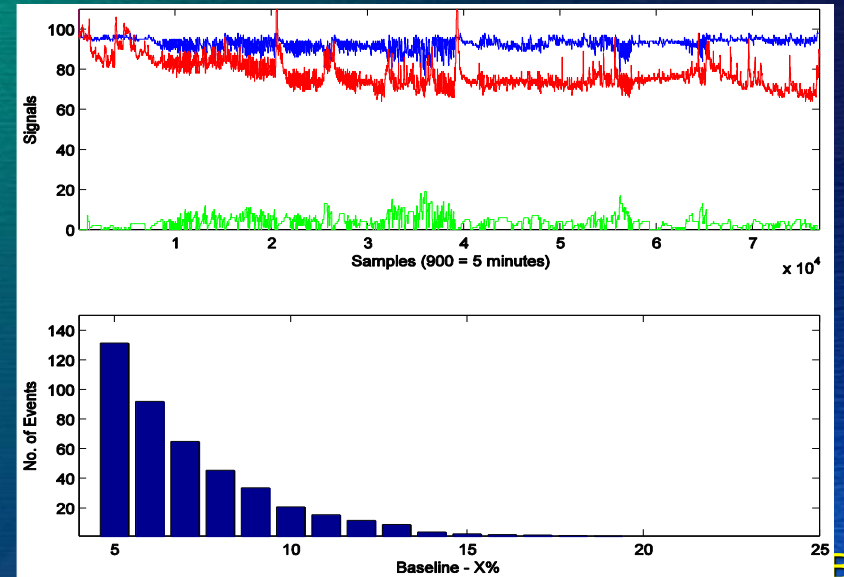 100
80
60
40
20
0
Signals
1 2 3 4 5 6 7
Samples (900 = 5 minutes)
x 10^4
140
120
100
80
60
40
20
No. of Events
5 10 15 20 25
Baseline - X%